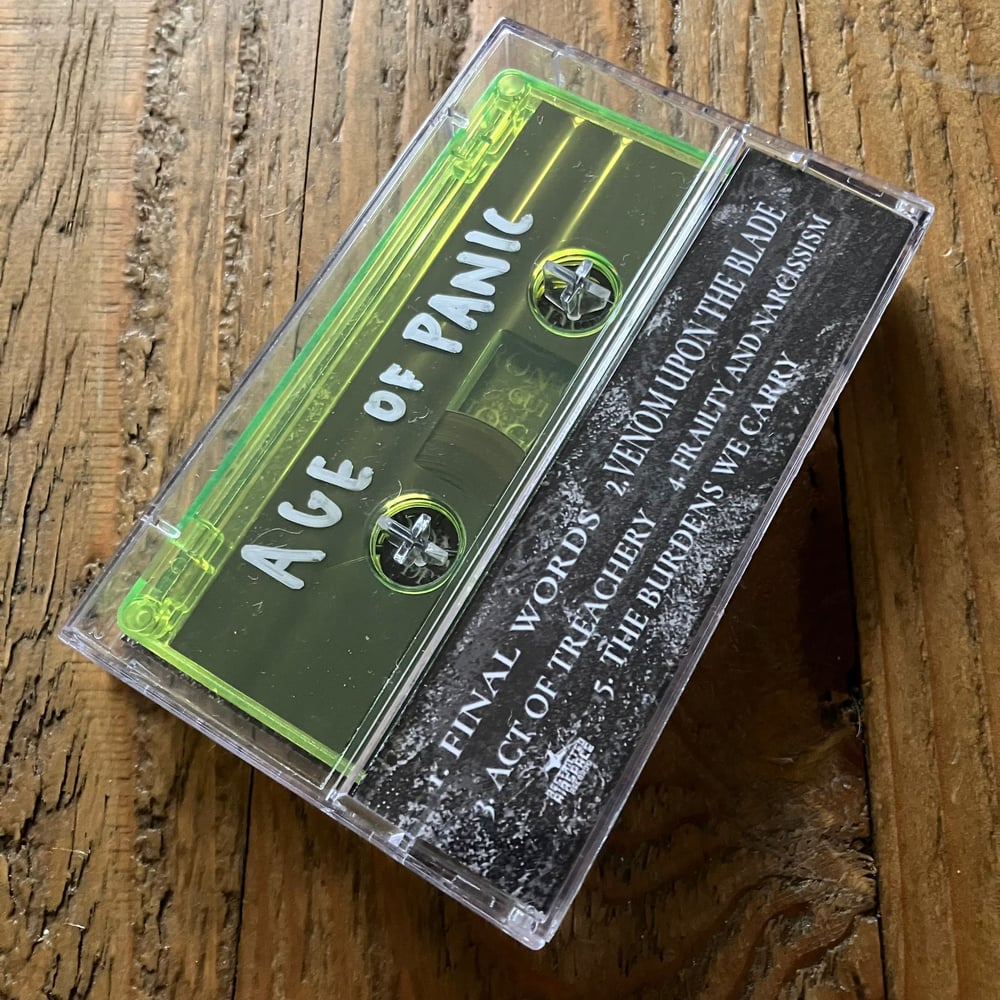 AGE OF PANIC
1. FINAL WORDS 2. VENOM UPON THE BLADE
3 ACT OF TREACHERY 4. FRAILTY AND NARCISSISM
5. THE BURDENS WE CARRY